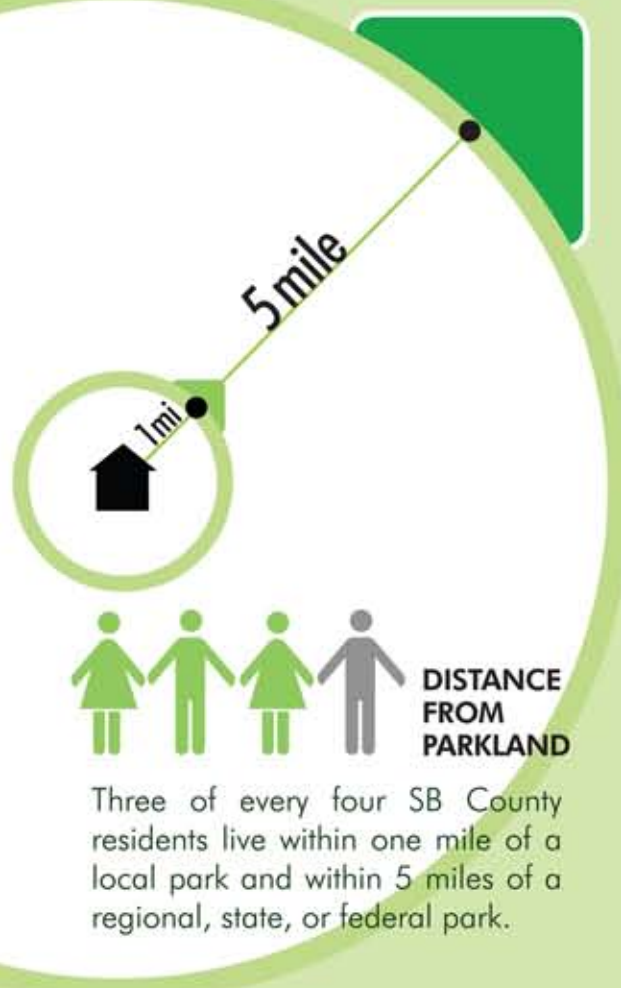 5 mile
1mi
DISTANCE
FROM
PARKLAND
Three of every four SB County
residents live within one mile of a
local park and within 5 miles of a
regional, state, or federal park.